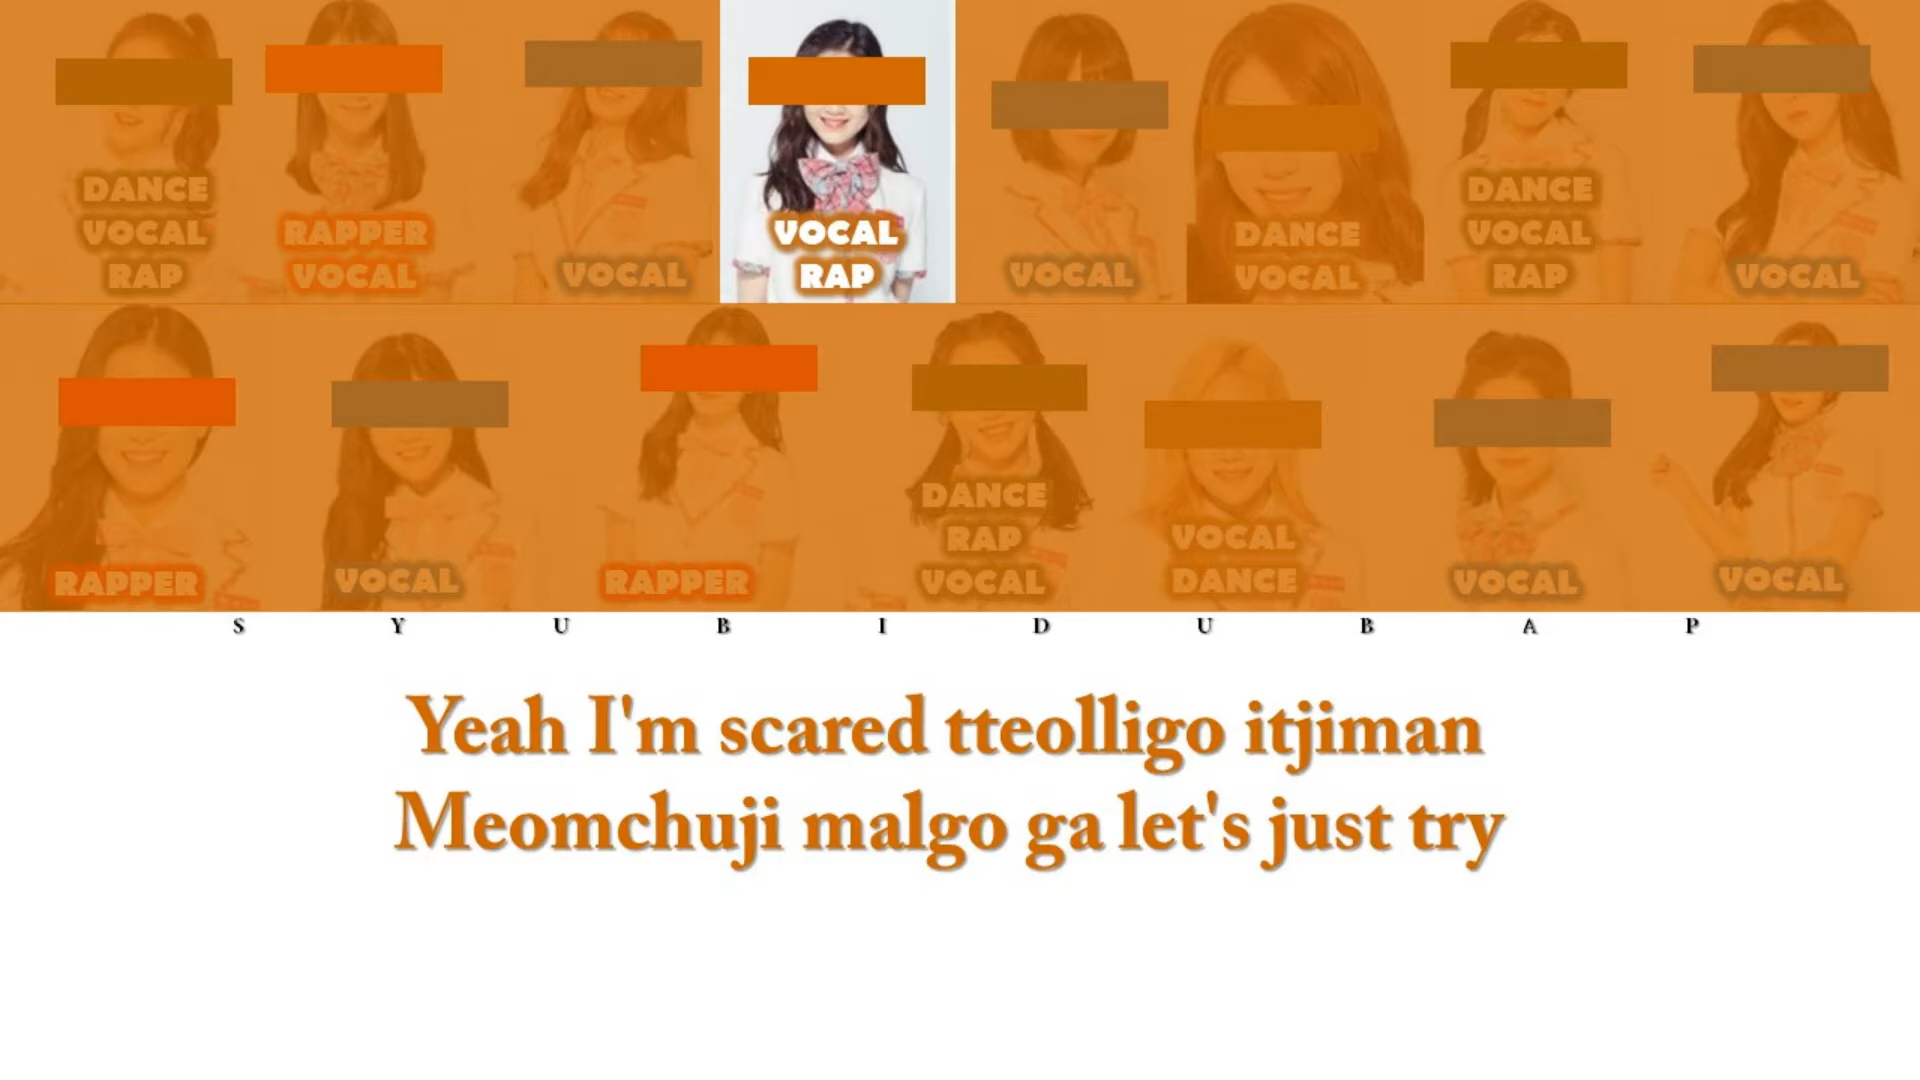 DANCE
VOCAL
RAP
RAPPER
VOCAL
VOCAL
VOCAL
RAP
VOCAL
DANCE
VOCAL
DANCE
VOCAL
RAP
VOCAL
RAPPER
VOCAL
RAPPER
DANCE
RAP
VOCAL
VOCAL
DANCE
VOCAL
VOCAL
S Y U B I D U B A P
Yeah I'm scared tteolligo itjiman
Meomchuji malgo ga let's just try